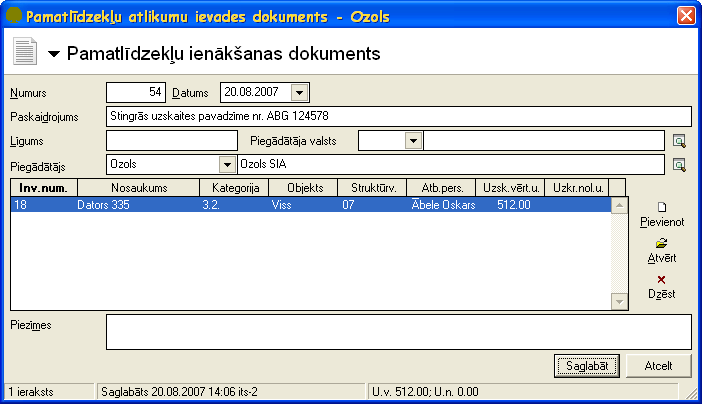 Pamatlīdzekļu atlikumu ievades dokuments - Ozols
Pamatlīdzekļu ienākšanas dokuments
Numurs 54 Datums 20.08.2007
Paskaidrojums Stingrās uzskaites pavadzīme nr. ABG 124578
Līgums Piegādātāja valsts
Piegādātājs Ozols Ozols SIA
Inv.num. Nosaukums Kategorija Objekts Struktūrv. Atb.pers. Uzsk.vērt.u. Uzkr.nol.u.
18 Dators 335 3.2. Viss 07 Ābele Oskars 512.00
Pievienot
Atvērt
Dzēst
Piezīmes
Saglabāt Atcelt
1 ieraksts Saglabāts 20.08.2007 14:06 its-2 U.v. 512.00; U.n. 0.00